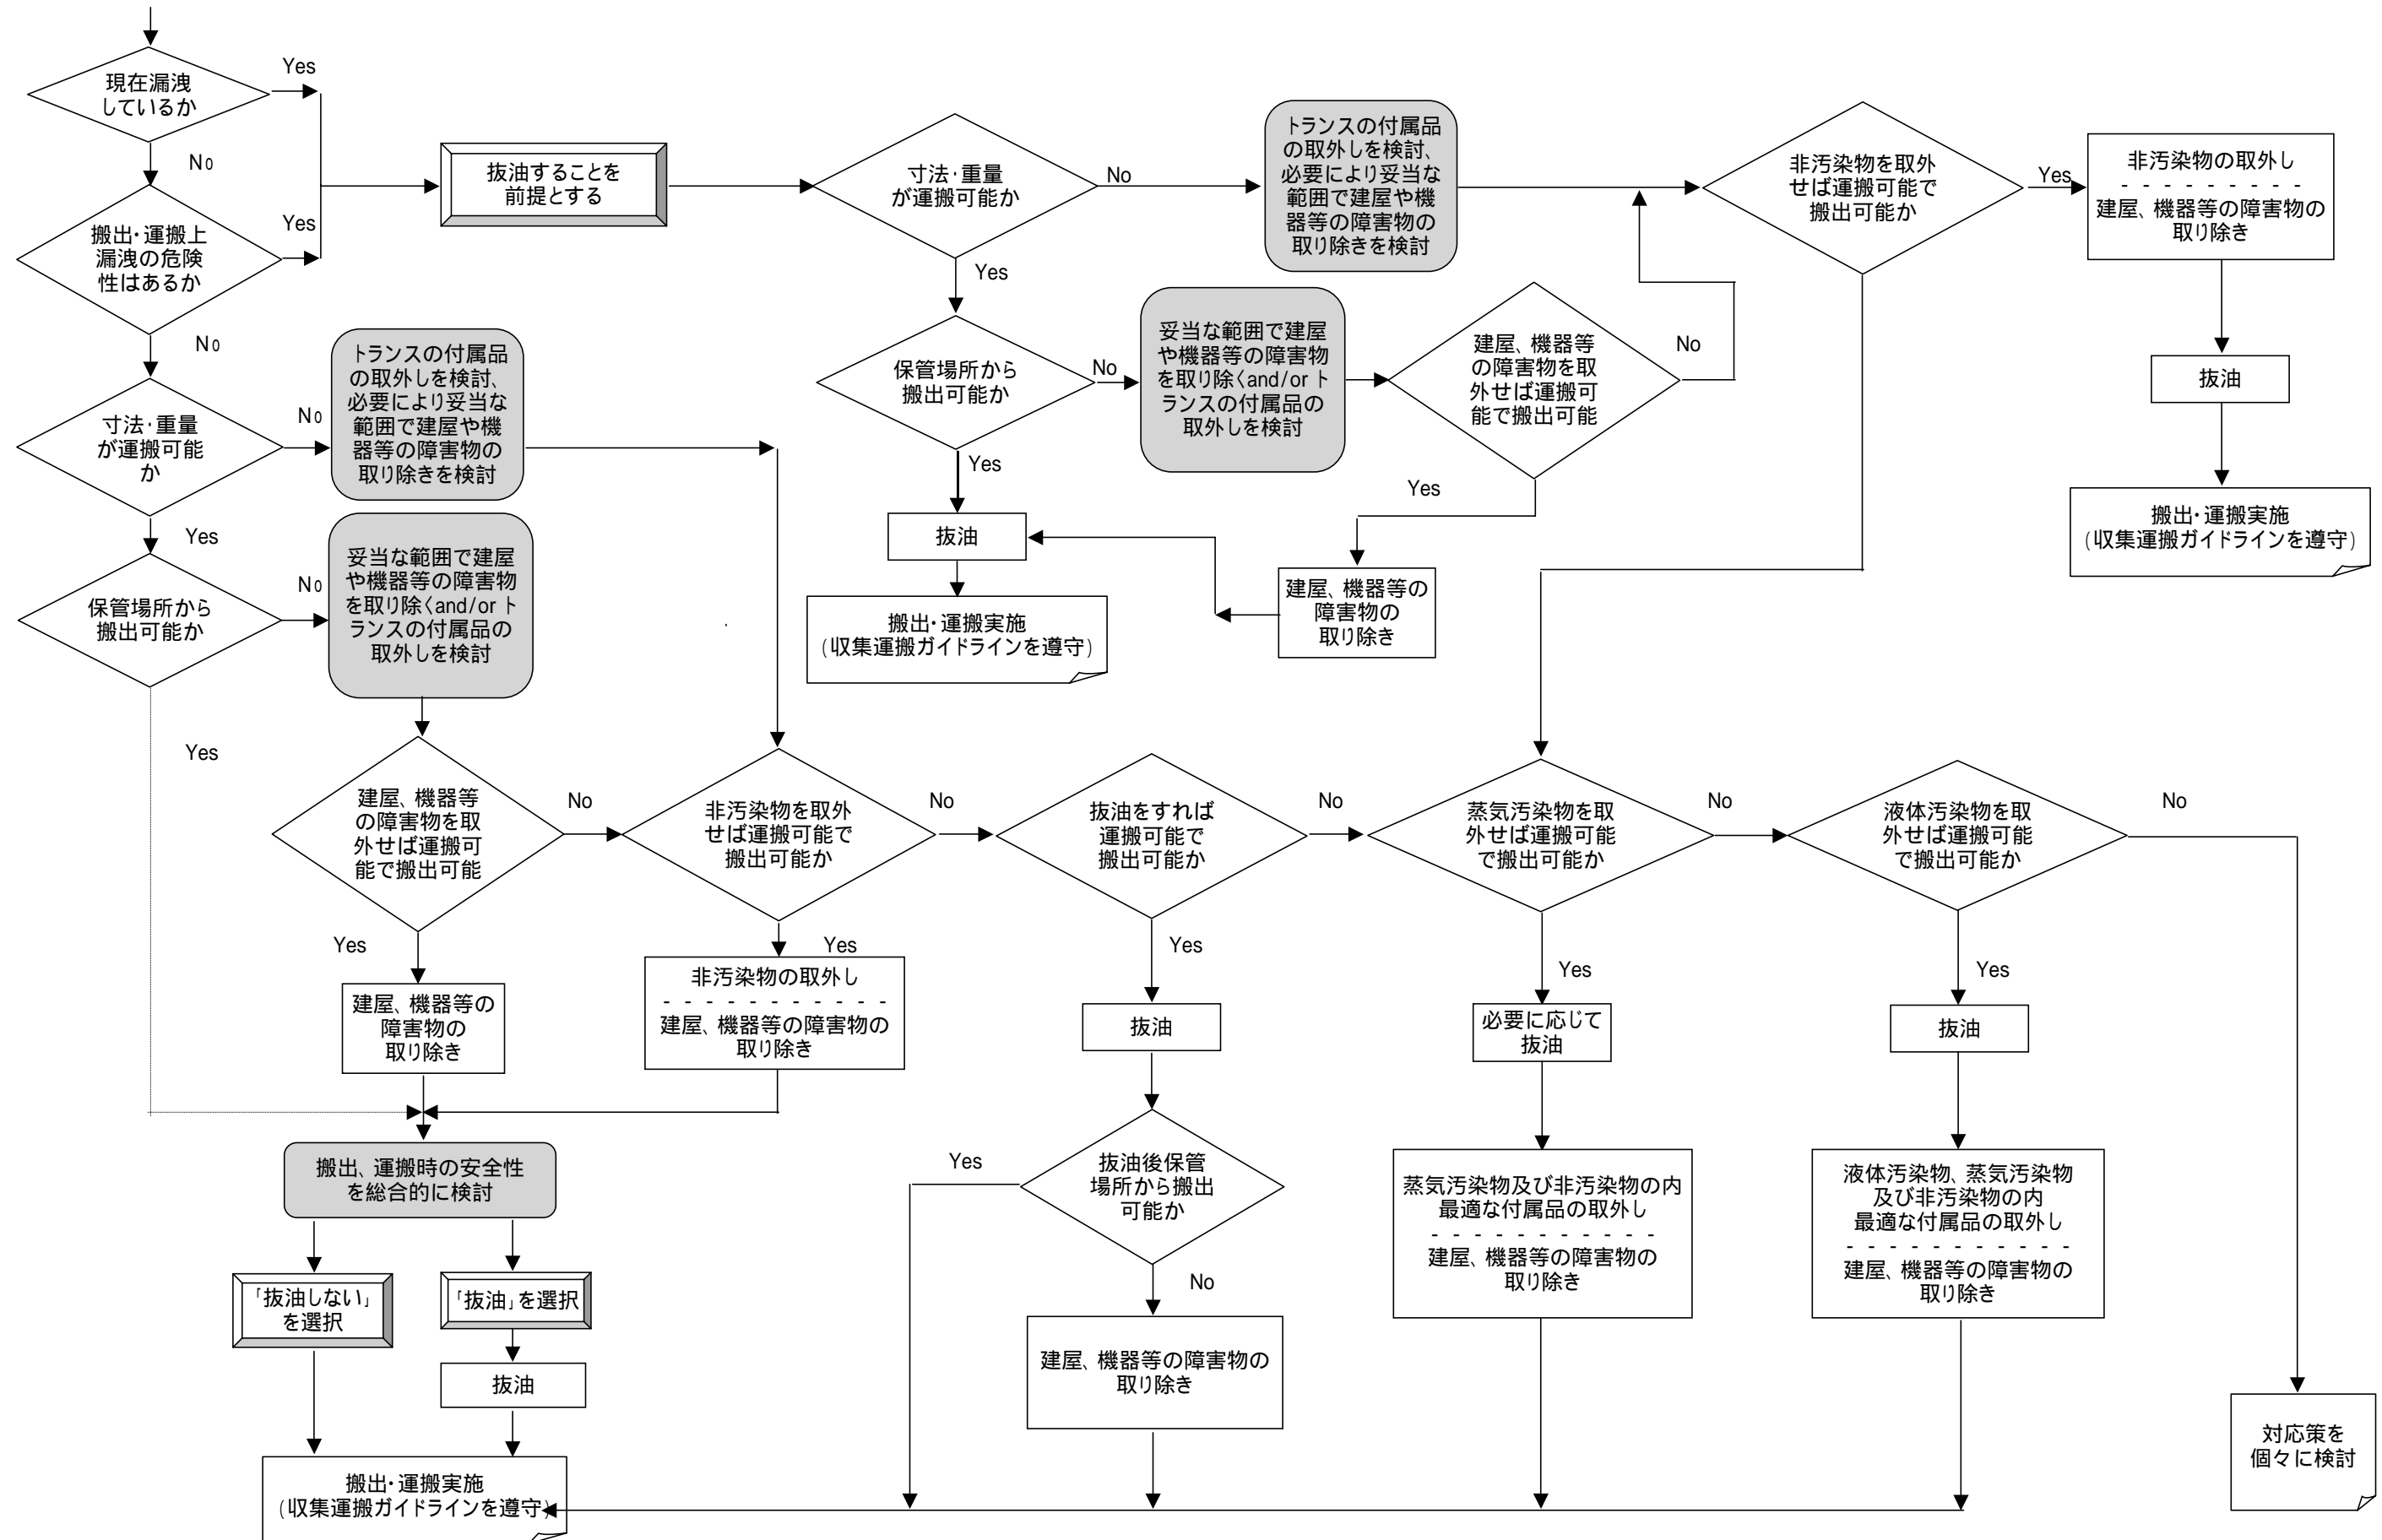 現在漏洩
しているか
Yes
No
搬出・運搬上
漏洩の危険
性はあるか
Yes
No
抜油することを
前提とする
寸法・重量
が運搬可能か
No
Yes
トランスの付属品
の取外しを検討、
必要により妥当な
範囲で建屋や機
器等の障害物の
取り除きを検討
非汚染物を取外
せば運搬可能で
搬出可能か
Yes
非汚染物の取外し
- - - - - - - - -
建屋、機器等の障害物の
取り除き
抜油
搬出・運搬実施
(収集運搬ガイドラインを遵守)
保管場所から
搬出可能か
No
Yes
妥当な範囲で建屋
や機器等の障害物
を取り除く and/or ト
ランスの付属品の
取外しを検討
建屋、機器等
の障害物を取
外せば運搬可
能で搬出可能
No
Yes
抜油
搬出・運搬実施
(収集運搬ガイドラインを遵守)
建屋、機器等の
障害物の
取り除き
寸法・重量
が運搬可能
か
No
Yes
トランスの付属品
の取外しを検討、
必要により妥当な
範囲で建屋や機
器等の障害物の
取り除きを検討
保管場所から
搬出可能か
No
Yes
妥当な範囲で建屋
や機器等の障害物
を取り除く and/or ト
ランスの付属品の
取外しを検討
建屋、機器等
の障害物を取
外せば運搬可
能で搬出可能
No
Yes
非汚染物を取外
せば運搬可能で
搬出可能か
No
Yes
抜油をすれば
運搬可能で
搬出可能か
No
Yes
蒸気汚染物を取
外せば運搬可能
で搬出可能か
No
Yes
液体汚染物を取
外せば運搬可能
で搬出可能か
No
Yes
建屋、機器等の
障害物の
取り除き
非汚染物の取外し
- - - - - - - - - - -
建屋、機器等の障害物の
取り除き
抜油
必要に応じて
抜油
抜油
搬出、運搬時の安全性
を総合的に検討
抜油後保管
場所から搬出
可能か
Yes
No
蒸気汚染物及び非汚染物の内
最適な付属品の取外し
- - - - - - - - - - -
建屋、機器等の障害物の
取り除き
液体汚染物、蒸気汚染物
及び非汚染物の内
最適な付属品の取外し
- - - - - - - - - - -
建屋、機器等の障害物の
取り除き
「抜油しない」
を選択
「抜油」を選択
抜油
建屋、機器等の障害物の
取り除き
搬出・運搬実施
(収集運搬ガイドラインを遵守)
対応策を
個々に検討